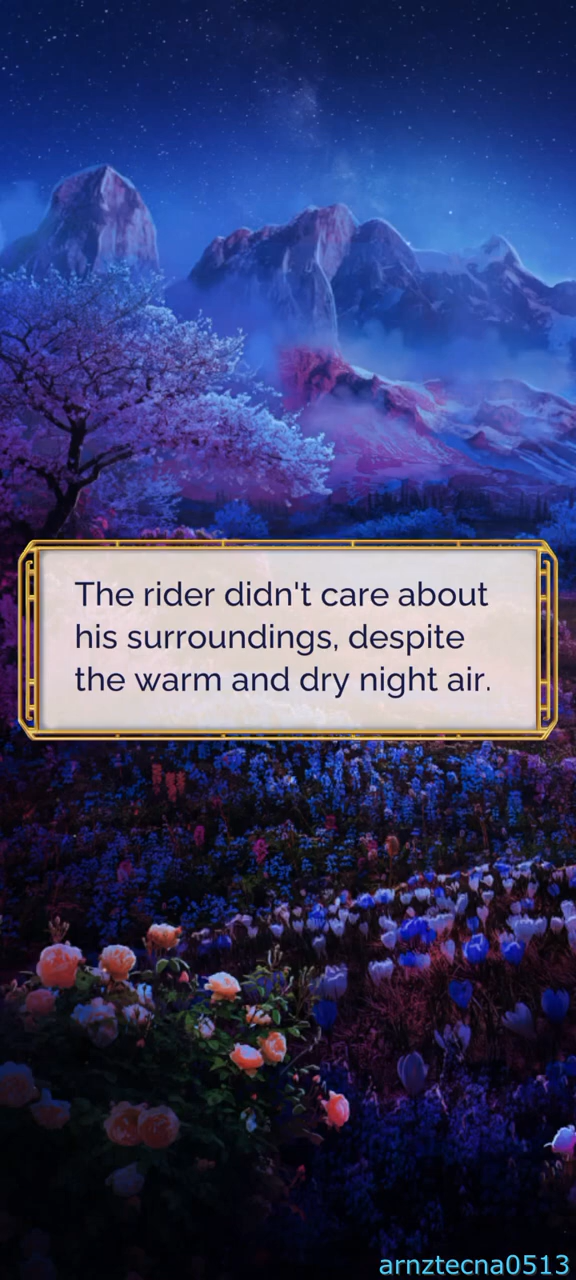 The rider didn't care about
his surroundings, despite
the warm and dry night air.
arnztecna0513